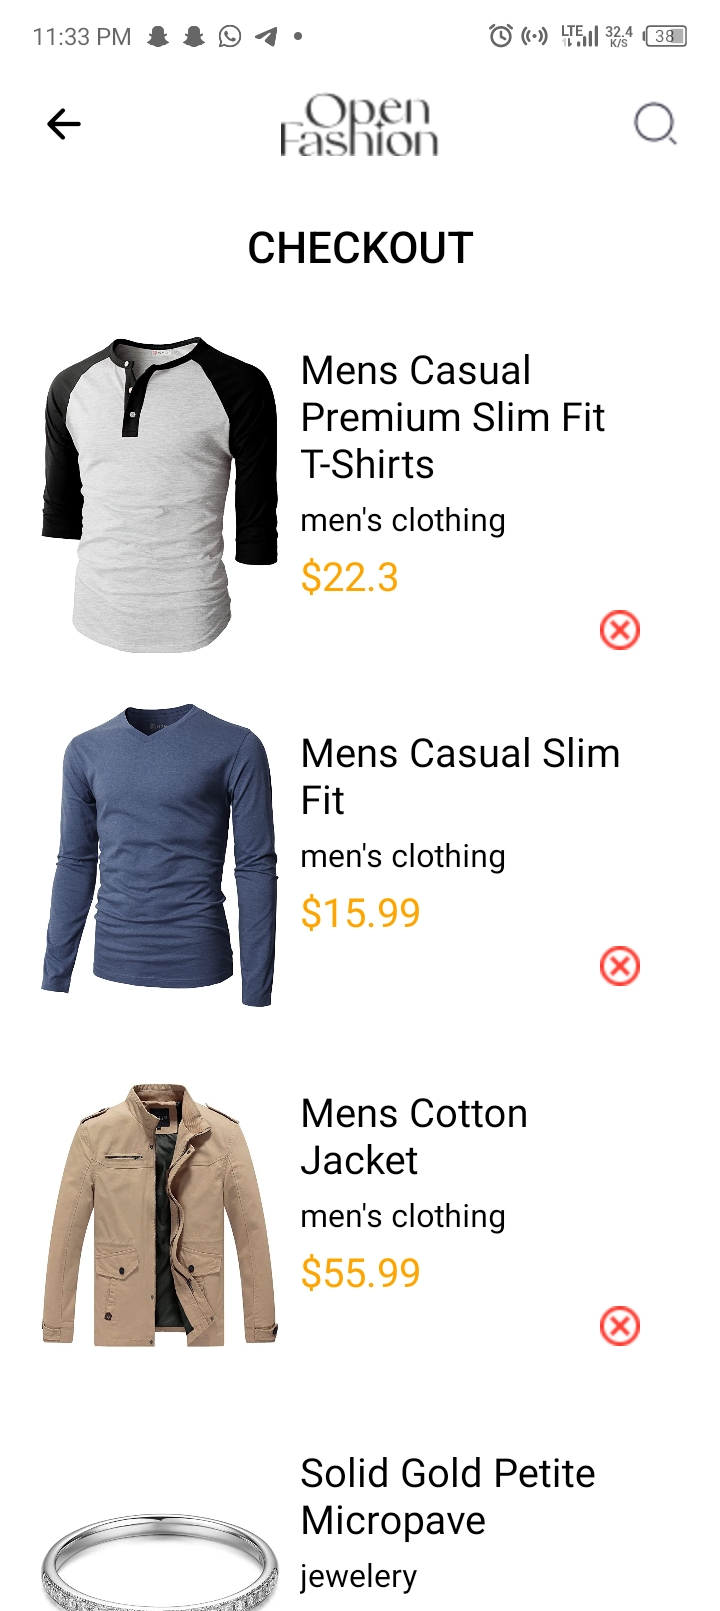 11:33 PM
LTE
32.4
K/S
38
Open
Fashion
CHECKOUT
Mens Casual
Premium Slim Fit
T-Shirts
men's clothing
$22.3
Mens Casual Slim
Fit
men's clothing
$15.99
Mens Cotton
Jacket
men's clothing
$55.99
Solid Gold Petite
Micropave
jewelery